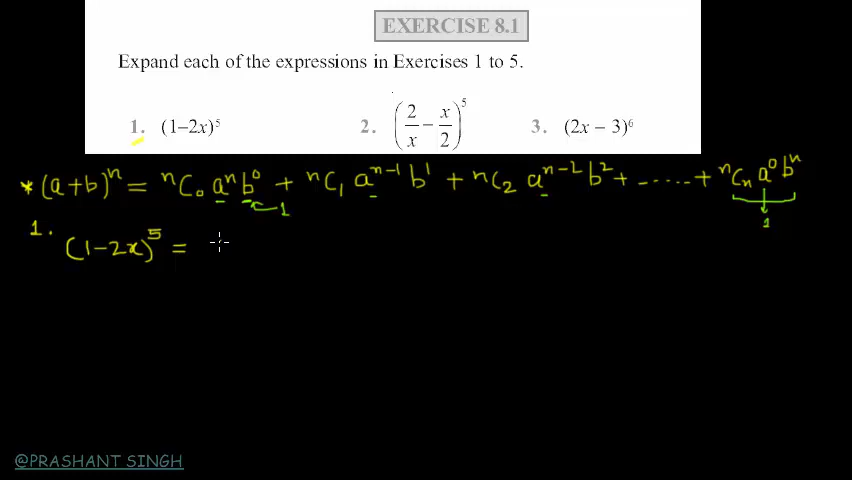 EXERCISE 8.1
Expand each of the expressions in Exercises 1 to 5.
1. (1–2x)⁵ 2. (2/x − x/2)⁵ 3. (2x − 3)⁶
*(a+b)ⁿ = ⁿC₀ aⁿ b⁰ + ⁿC₁ aⁿ⁻¹ b¹ + ⁿC₂ aⁿ⁻² b² + ...... + ⁿCₙ a⁰ bⁿ
1
1
1. (1−2x)⁵ =
@PRASHANT SINGH